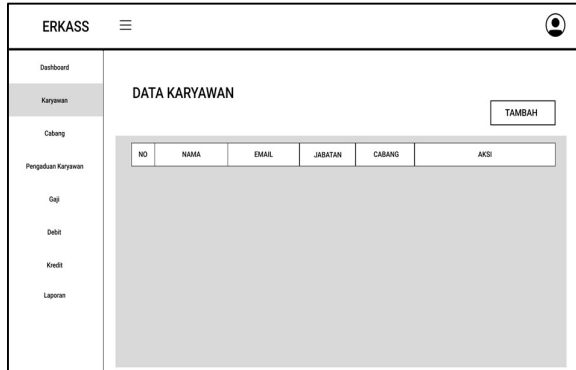 ERKASS
Dashboard
Karyawan
Cabang
Pengaduan Karyawan
Gaji
Debit
Kredit
Laporan
DATA KARYAWAN
TAMBAH
NO NAMA EMAIL JABATAN CABANG AKSI